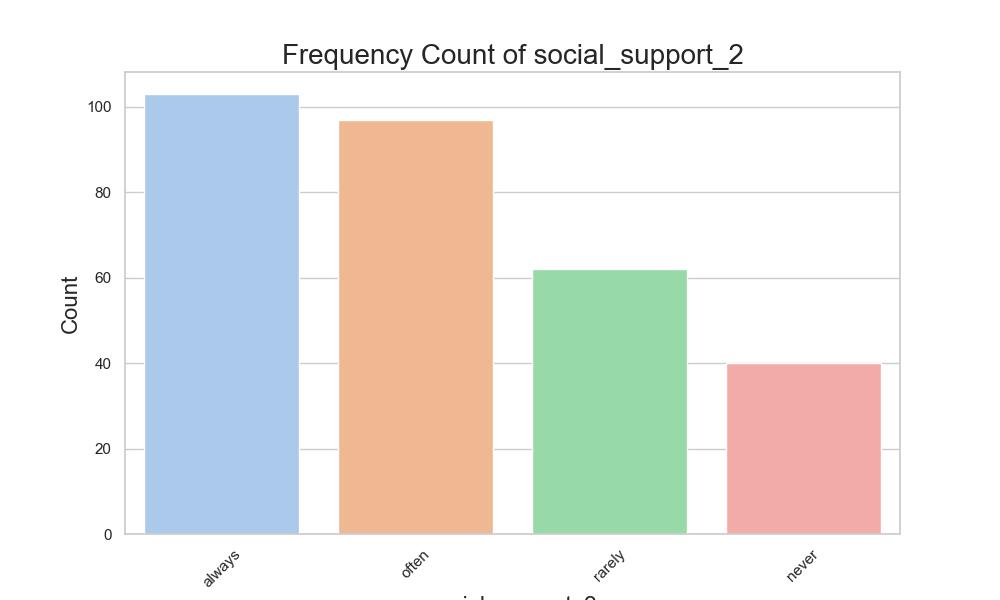 Frequency Count of social_support_2
Count
100
80
60
40
20
0
always
often
rarely
never